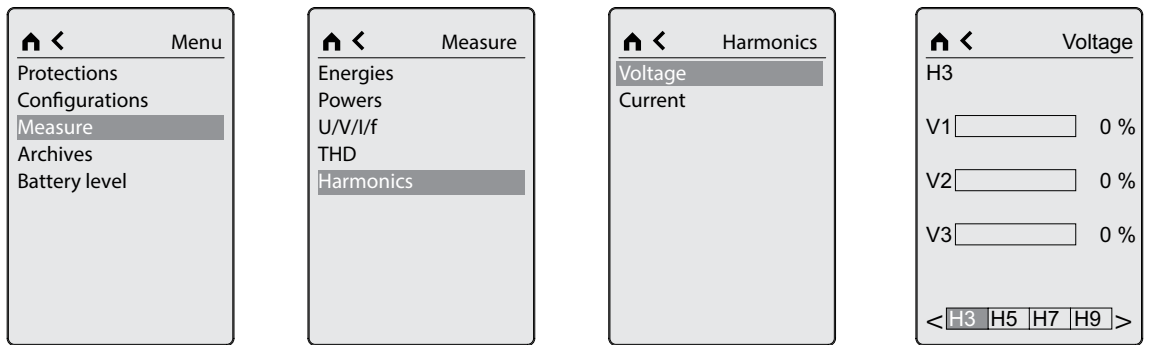 Menu
Protections
Configurations
Measure
Archives
Battery level
Measure
Energies
Powers
U/V/I/f
THD
Harmonics
Harmonics
Voltage
Current
Voltage
H3
V1 0 %
V2 0 %
V3 0 %
< H3 H5 H7 H9 >